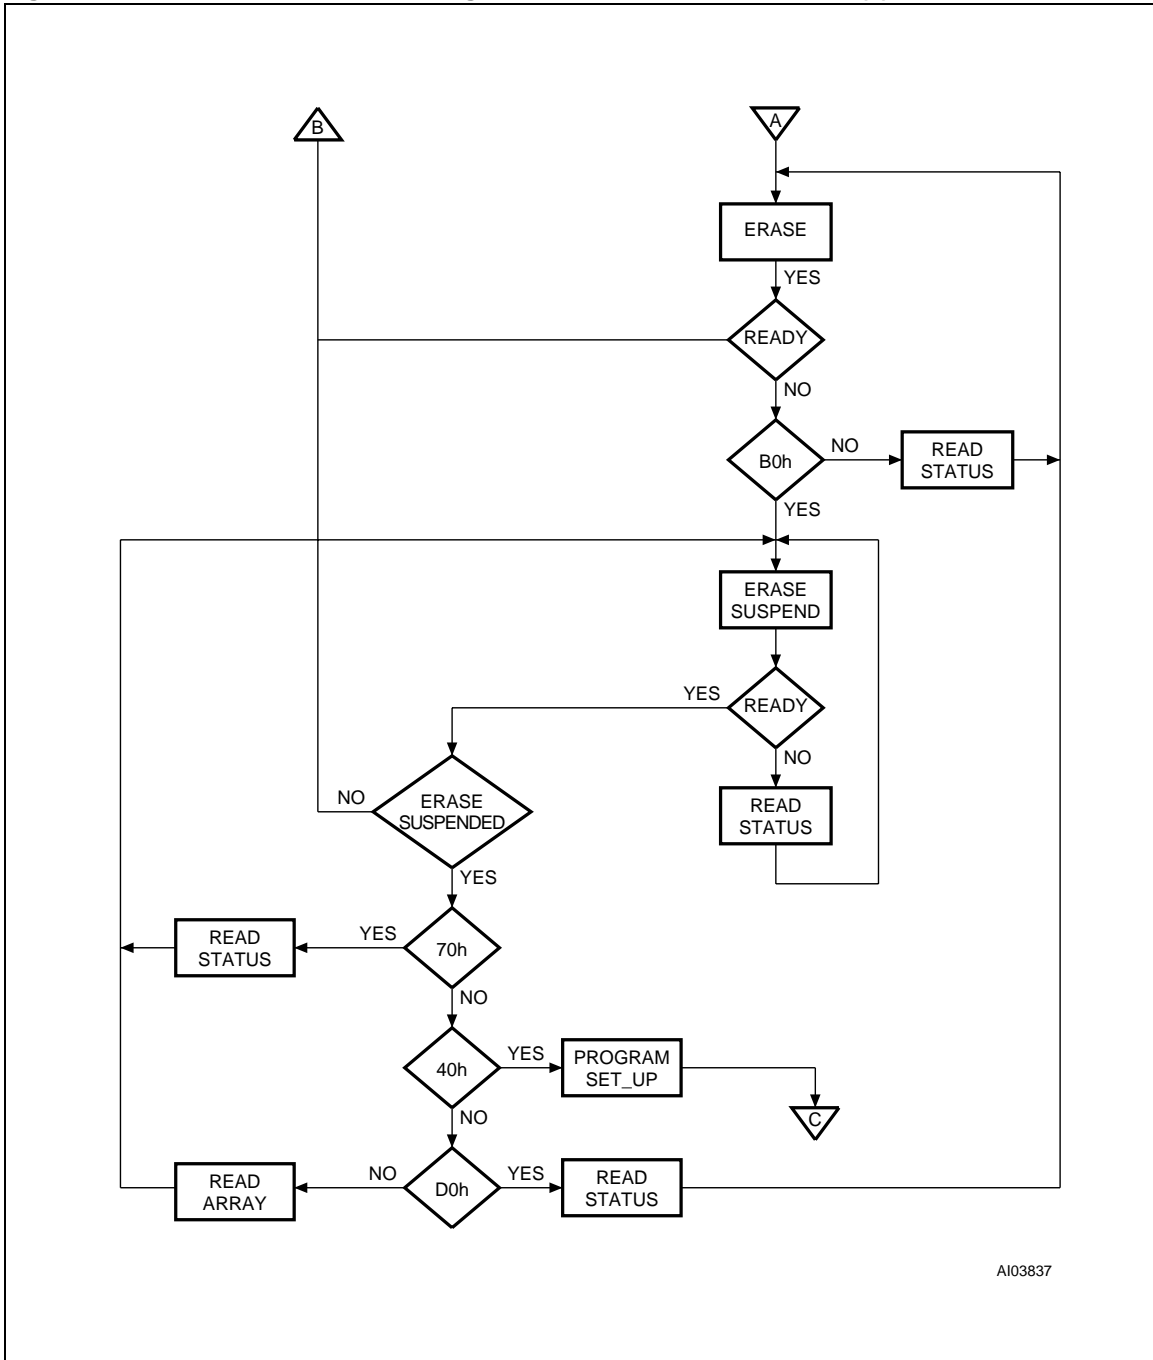 B
A
ERASE
YES
READY
NO
B0h
NO
READ
STATUS
YES
ERASE
SUSPEND
YES
READY
NO
NO
ERASE
SUSPENDED
READ
STATUS
YES
READ
STATUS
YES
70h
NO
40h
YES
PROGRAM
SET_UP
NO
C
READ
ARRAY
NO
D0h
YES
READ
STATUS
AI03837